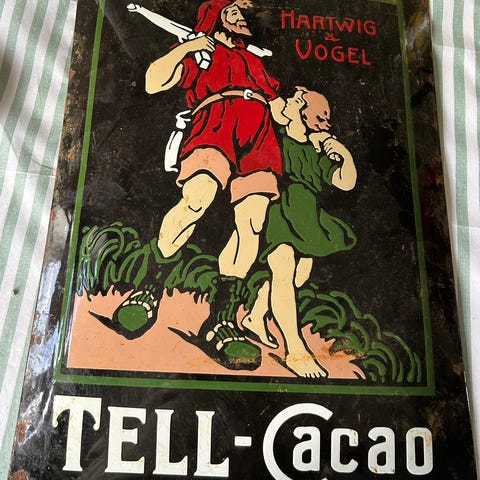 HARTWIG
&
VOGEL
TELL-Cacao